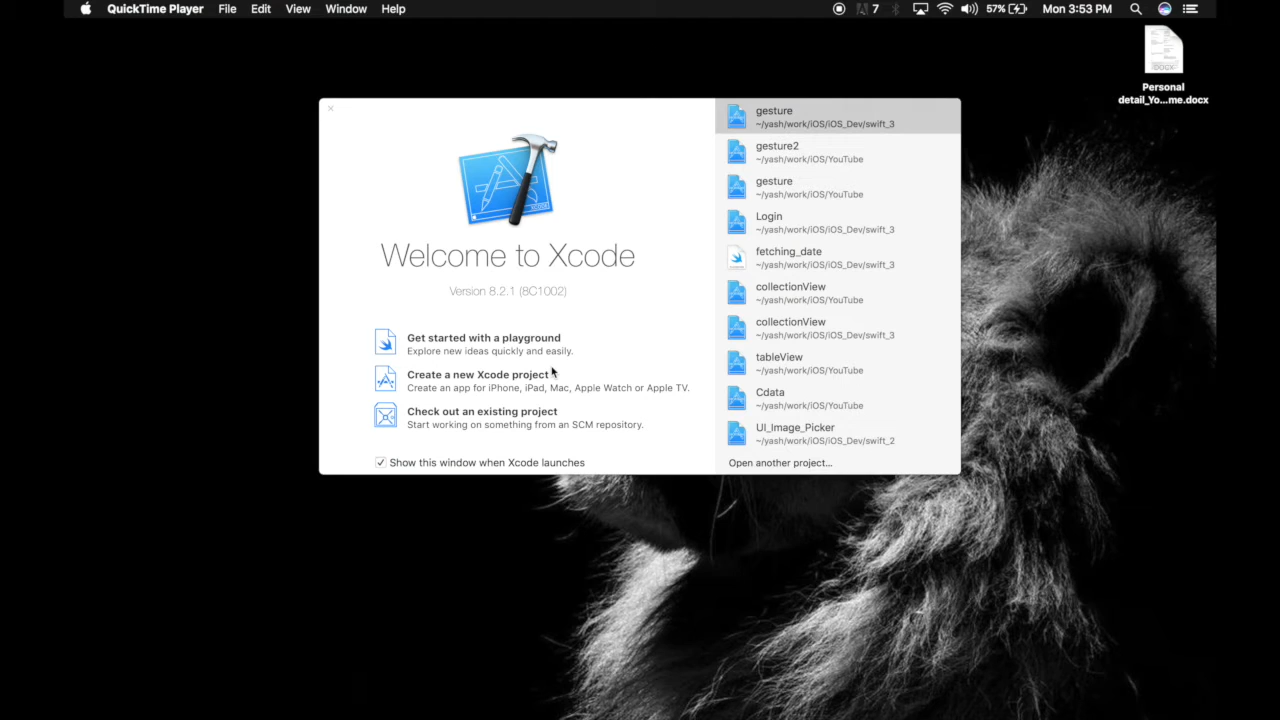 QuickTime Player File Edit View Window Help 7 57% Mon 3:53 PM
DOCX
Personal
detail_Yo...me.docx
Welcome to Xcode
Version 8.2.1 (8C1002)
Get started with a playground
Explore new ideas quickly and easily.
Create a new Xcode project
Create an app for iPhone, iPad, Mac, Apple Watch or Apple TV.
Check out an existing project
Start working on something from an SCM repository.
Show this window when Xcode launches
gesture
~/yash/work/iOS/iOS_Dev/swift_3
gesture2
~/yash/work/iOS/YouTube
gesture
~/yash/work/iOS/YouTube
Login
~/yash/work/iOS/iOS_Dev/swift_3
fetching_date
~/yash/work/iOS/iOS_Dev/swift_3
collectionView
~/yash/work/iOS/YouTube
collectionView
~/yash/work/iOS/iOS_Dev/swift_3
tableView
~/yash/work/iOS/YouTube
Cdata
~/yash/work/iOS/YouTube
UI_Image_Picker
~/yash/work/iOS/iOS_Dev/swift_2
Open another project...